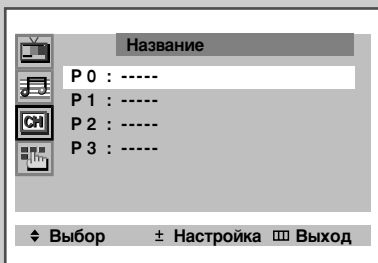 Название
P 0 : -----
P 1 : -----
P 2 : -----
P 3 : -----
CH
Выбор ± Настройка Выход